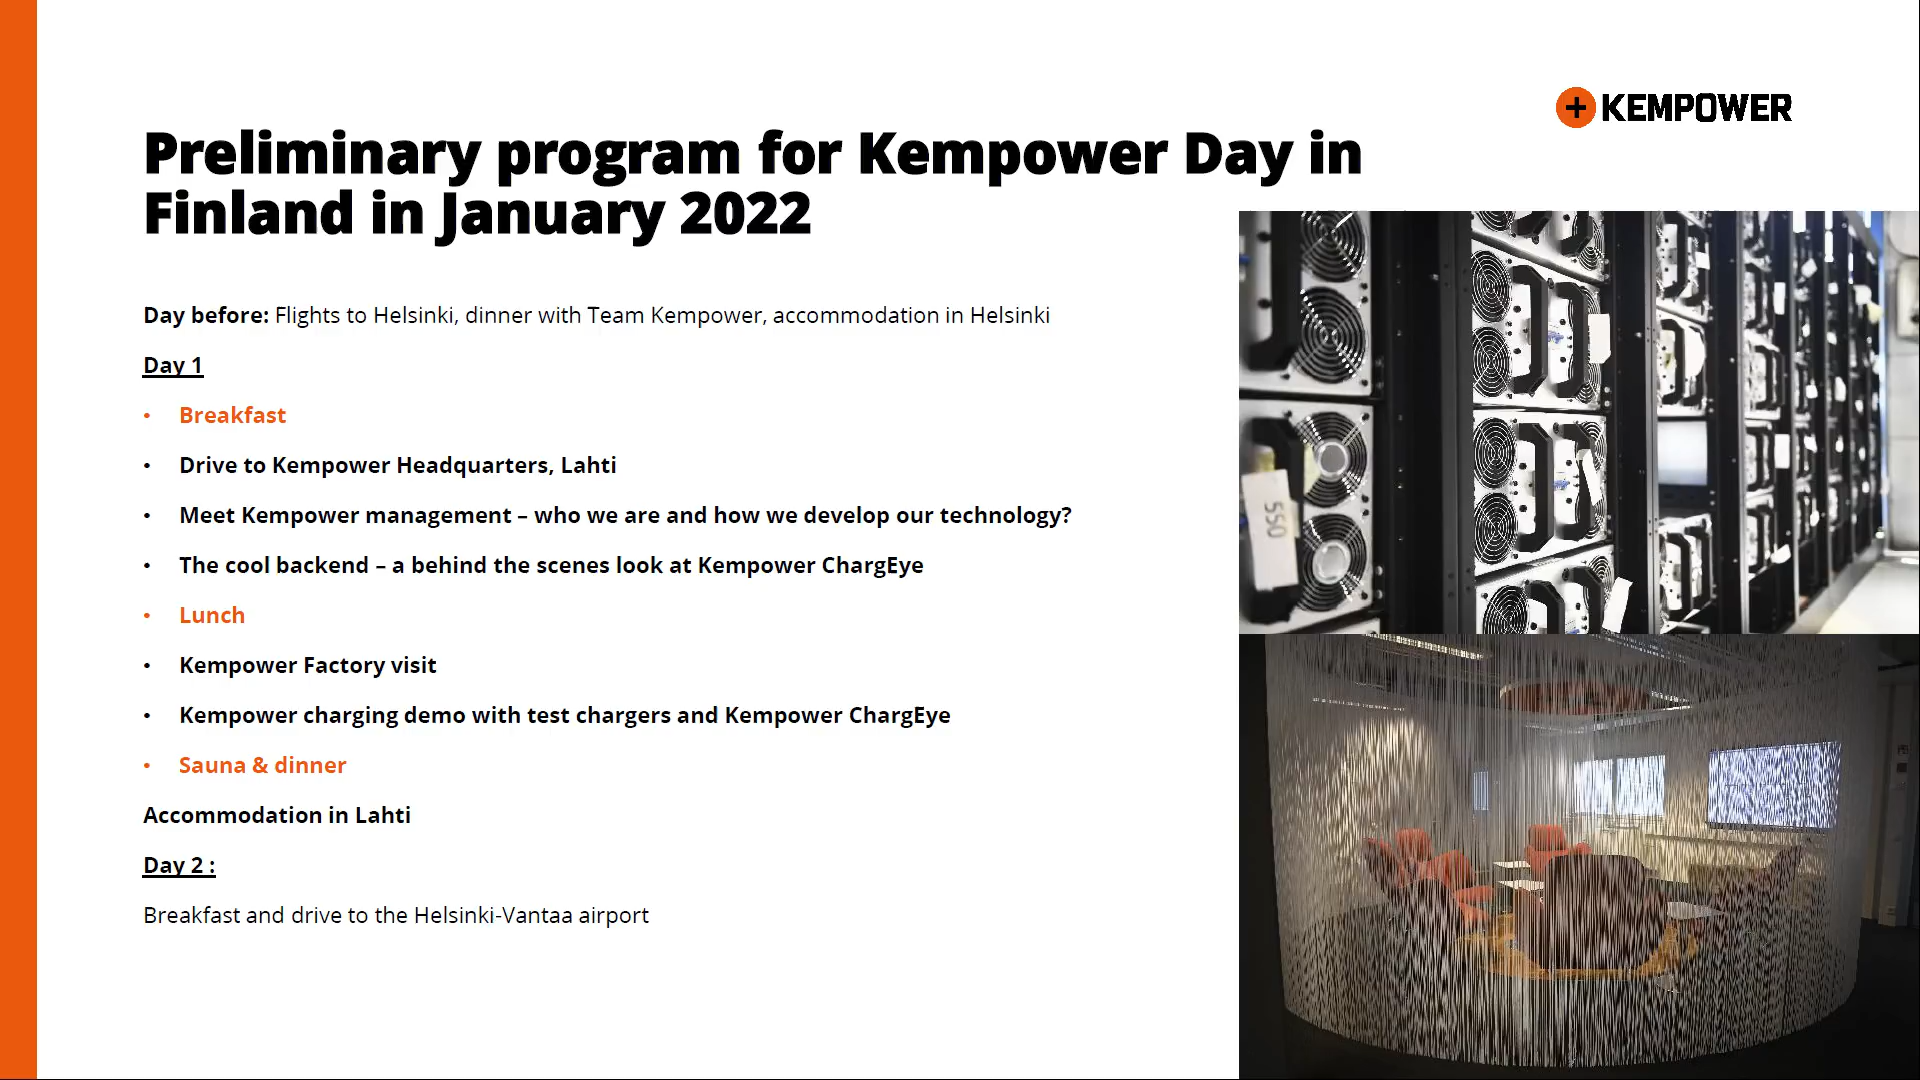 KEMPOWER
Preliminary program for Kempower Day in
Finland in January 2022
Day before: Flights to Helsinki, dinner with Team Kempower, accommodation in Helsinki
Day 1
• Breakfast
• Drive to Kempower Headquarters, Lahti
• Meet Kempower management – who we are and how we develop our technology?
• The cool backend – a behind the scenes look at Kempower ChargEye
• Lunch
• Kempower Factory visit
• Kempower charging demo with test chargers and Kempower ChargEye
• Sauna & dinner
Accommodation in Lahti
Day 2 :
Breakfast and drive to the Helsinki-Vantaa airport
550